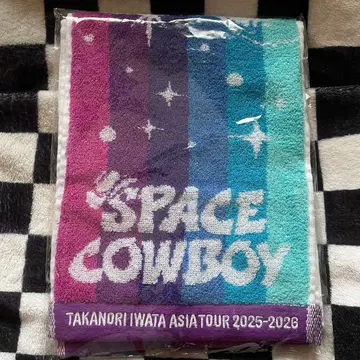 SPACE
COWBOY
TAKANORI IWATA ASIA TOUR 2025-2026